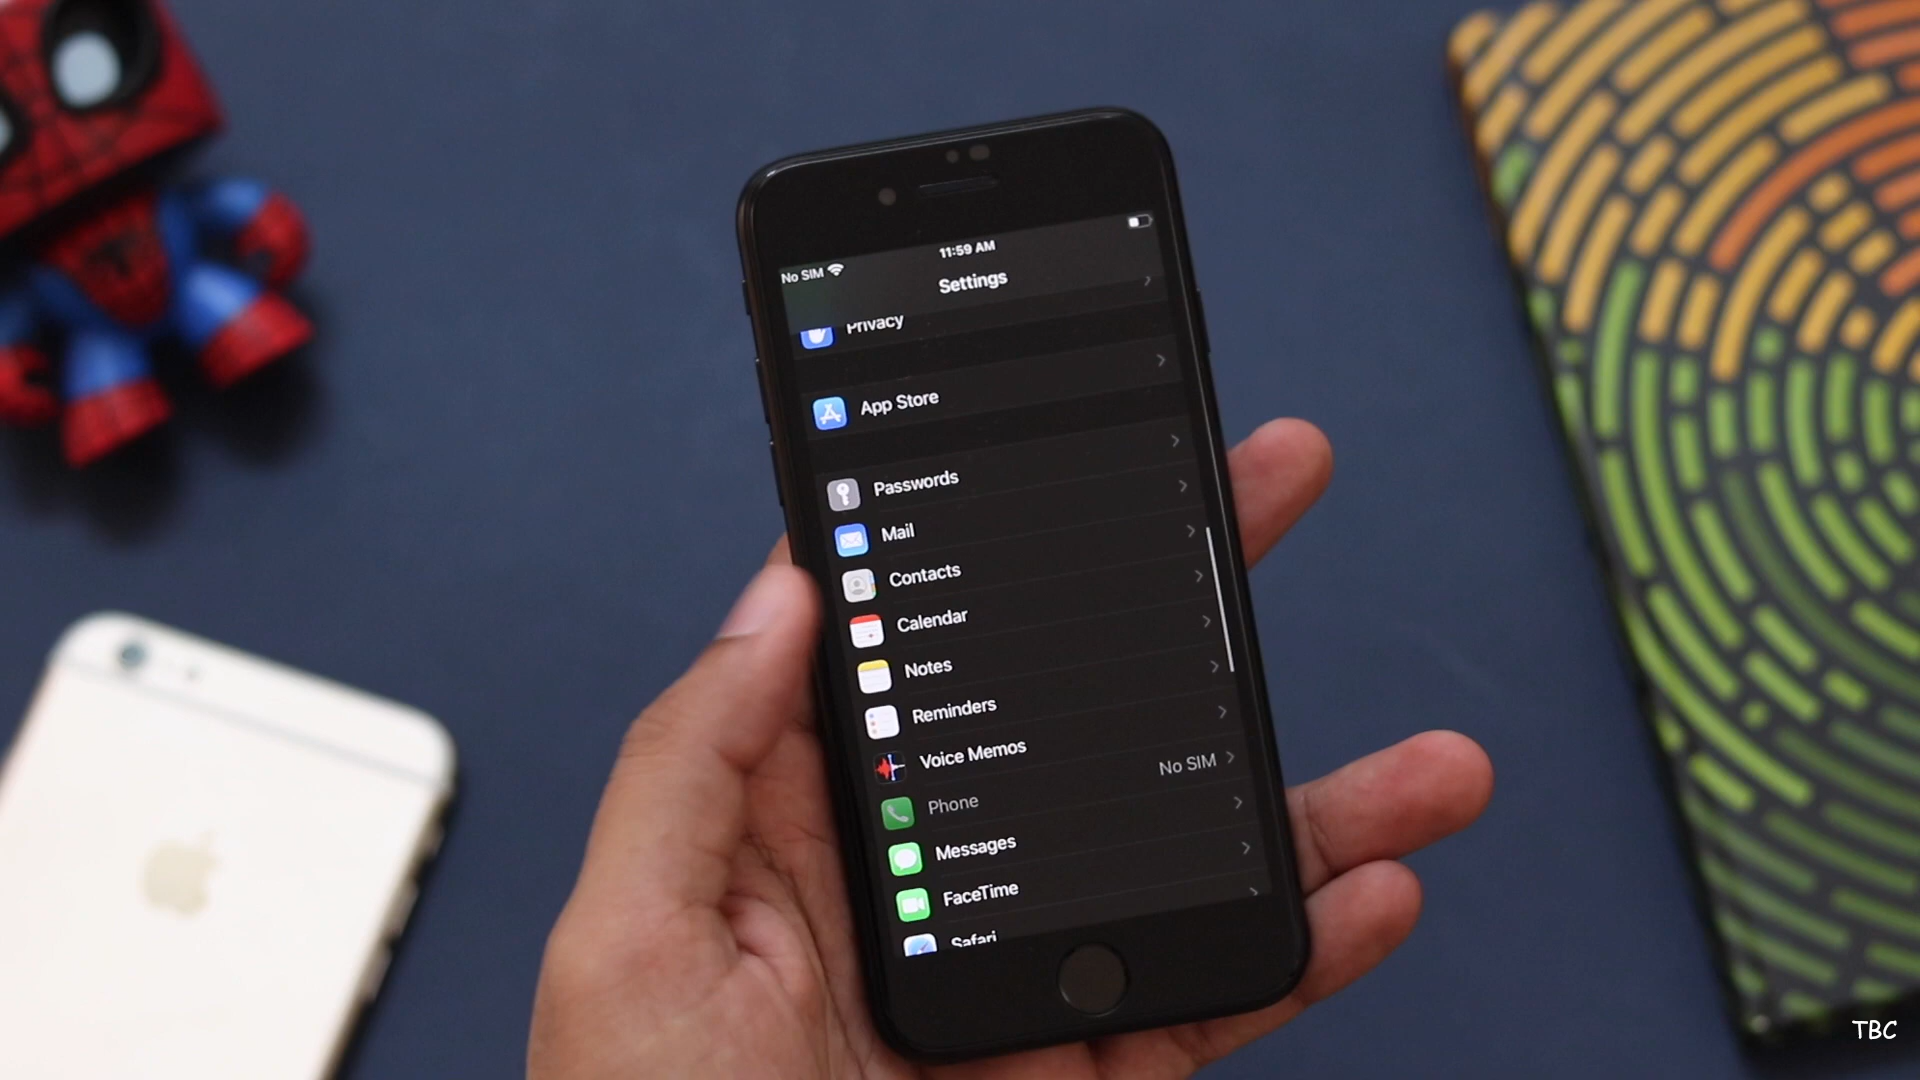 No SIM
11:59 AM
Settings
Privacy
App Store
Passwords
Mail
Contacts
Calendar
Notes
Reminders
Voice Memos
Phone No SIM
Messages
FaceTime
Safari
TBC